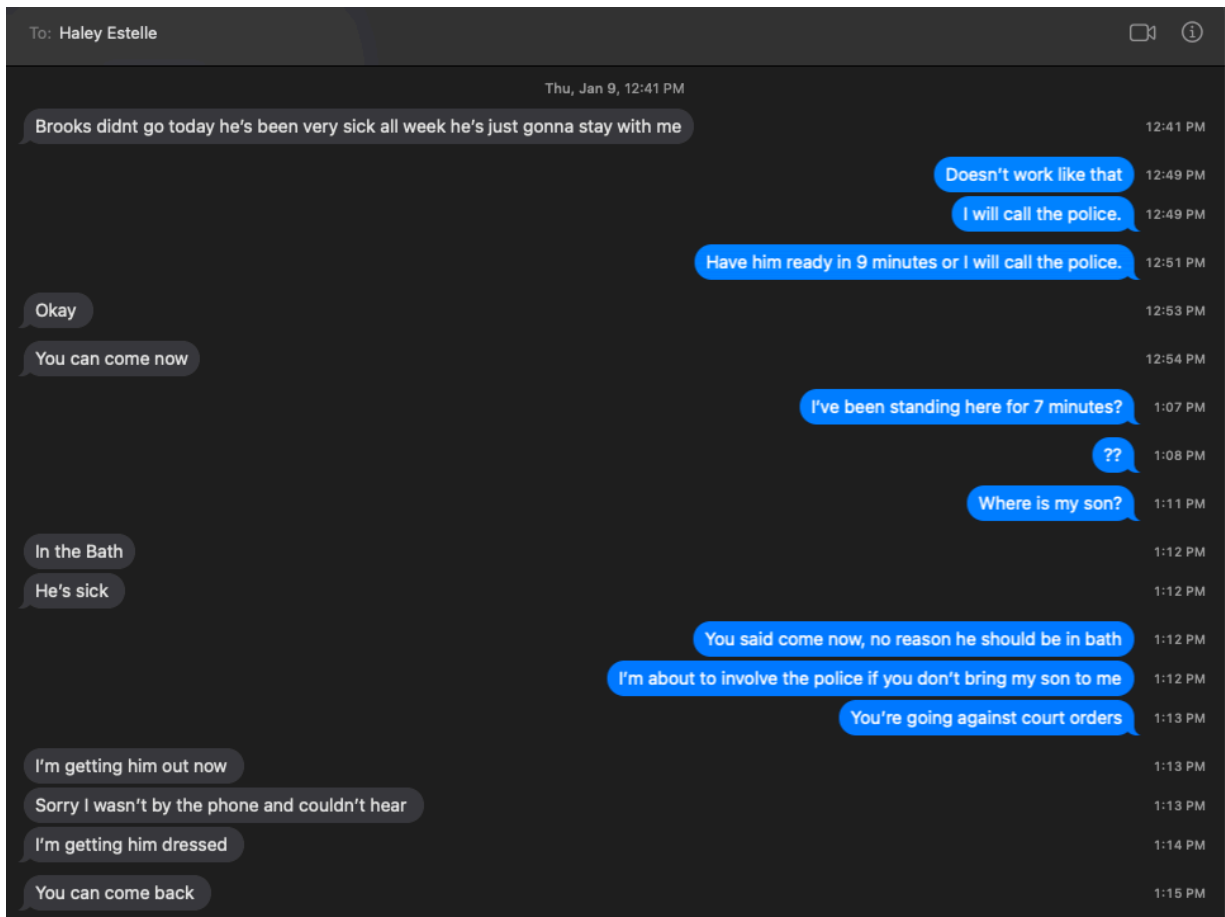 To: Haley Estelle
Thu, Jan 9, 12:41 PM
Brooks didnt go today he's been very sick all week he's just gonna stay with me 12:41 PM
Doesn't work like that 12:49 PM
I will call the police. 12:49 PM
Have him ready in 9 minutes or I will call the police. 12:51 PM
Okay 12:53 PM
You can come now 12:54 PM
I've been standing here for 7 minutes? 1:07 PM
?? 1:08 PM
Where is my son? 1:11 PM
In the Bath 1:12 PM
He's sick 1:12 PM
You said come now, no reason he should be in bath 1:12 PM
I'm about to involve the police if you don't bring my son to me 1:12 PM
You're going against court orders 1:13 PM
I'm getting him out now 1:13 PM
Sorry I wasn't by the phone and couldn't hear 1:13 PM
I'm getting him dressed 1:14 PM
You can come back 1:15 PM